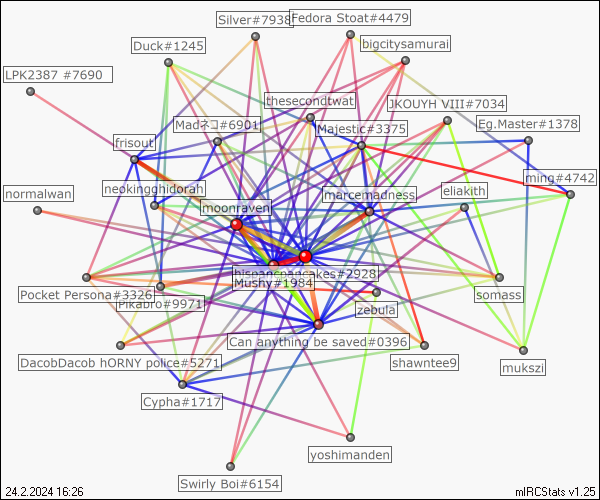 Silver#7938
Fedora Stoat#4479
Duck#1245
bigcitysamurai
LPK2387 #7690
thesecondtwat
JKOUYH VIII#7034
Madネコ#6901
Majestic#3375
Eg.Master#1378
frisout
ming#4742
normalwan
neokingghidorah
marcemadness
eliakith
moonraven
hispanicpancakes#2928
Mushy#1984
Pocket Persona#3326
Pikabro#9971
somass
zebula
Can anything be saved#0396
DacobDacob hORNY police#5271
shawntee9
mukszi
Cypha#1717
yoshimanden
Swirly Boi#6154
24.2.2024 16:26
mIRCStats v1.25